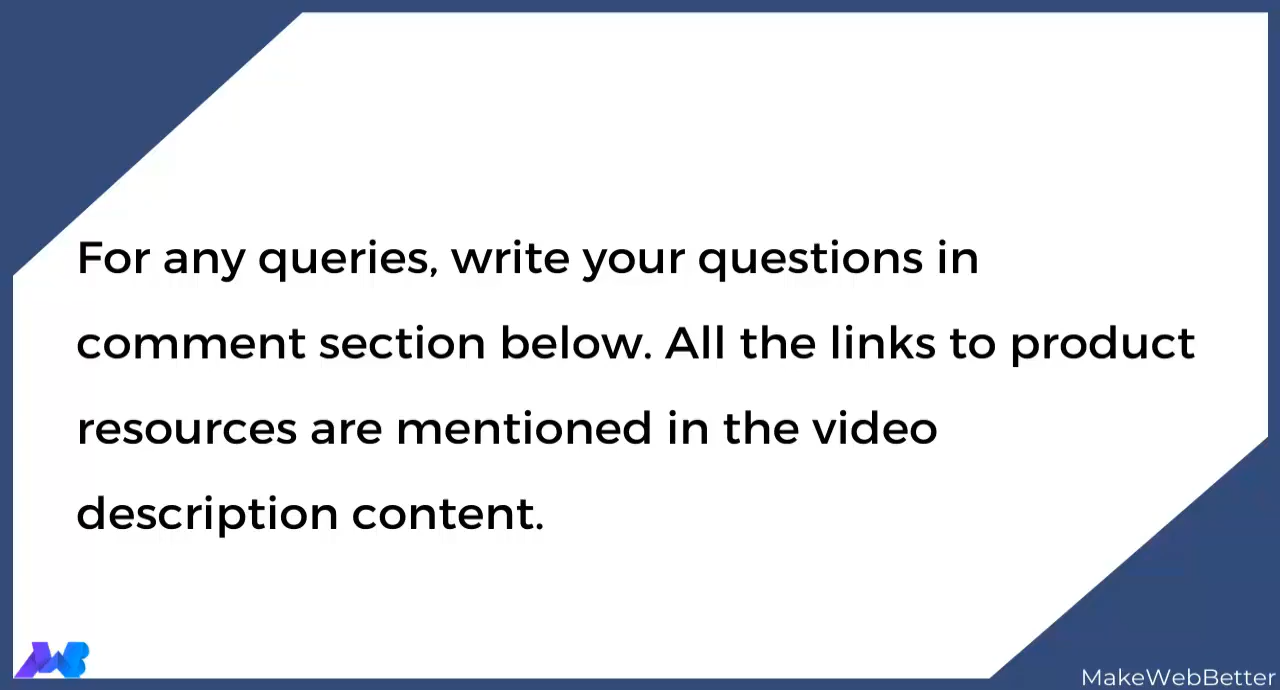 For any queries, write your questions in
comment section below. All the links to product
resources are mentioned in the video
description content.
MWB
MakeWebBetter